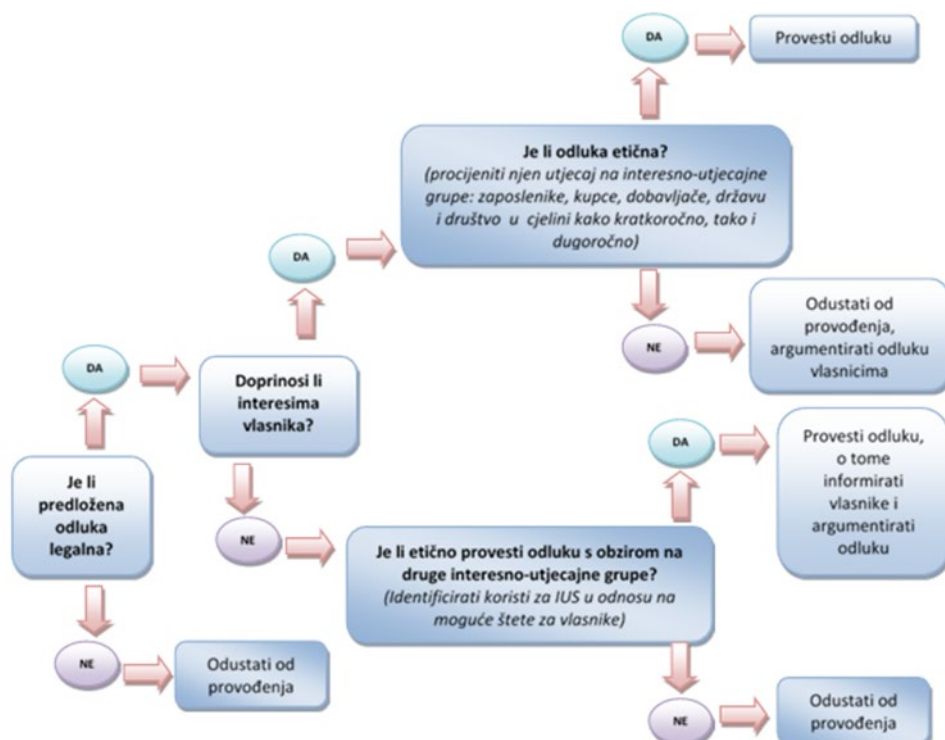 DA
Provesti odluku
Je li odluka etična?
(procijeniti njen utjecaj na interesno-utjecajne
grupe: zaposlenike, kupce, dobavljače, državu
i društvo u cjelini kako kratkoročno, tako i
dugoročno)
DA
NE
Odustati od
provođenja,
argumentirati odluku
vlasnicima
DA
Doprinosi li
interesima
vlasnika?
DA
Provesti odluku,
o tome
informirati
vlasnike i
argumentirati
odluku
Je li
predložena
odluka
legalna?
NE
Je li etično provesti odluku s obzirom na
druge interesno-utjecajne grupe?
(Identificirati koristi za IUS u odnosu na
moguće štete za vlasnike)
NE
Odustati od
provođenja
NE
Odustati od
provođenja